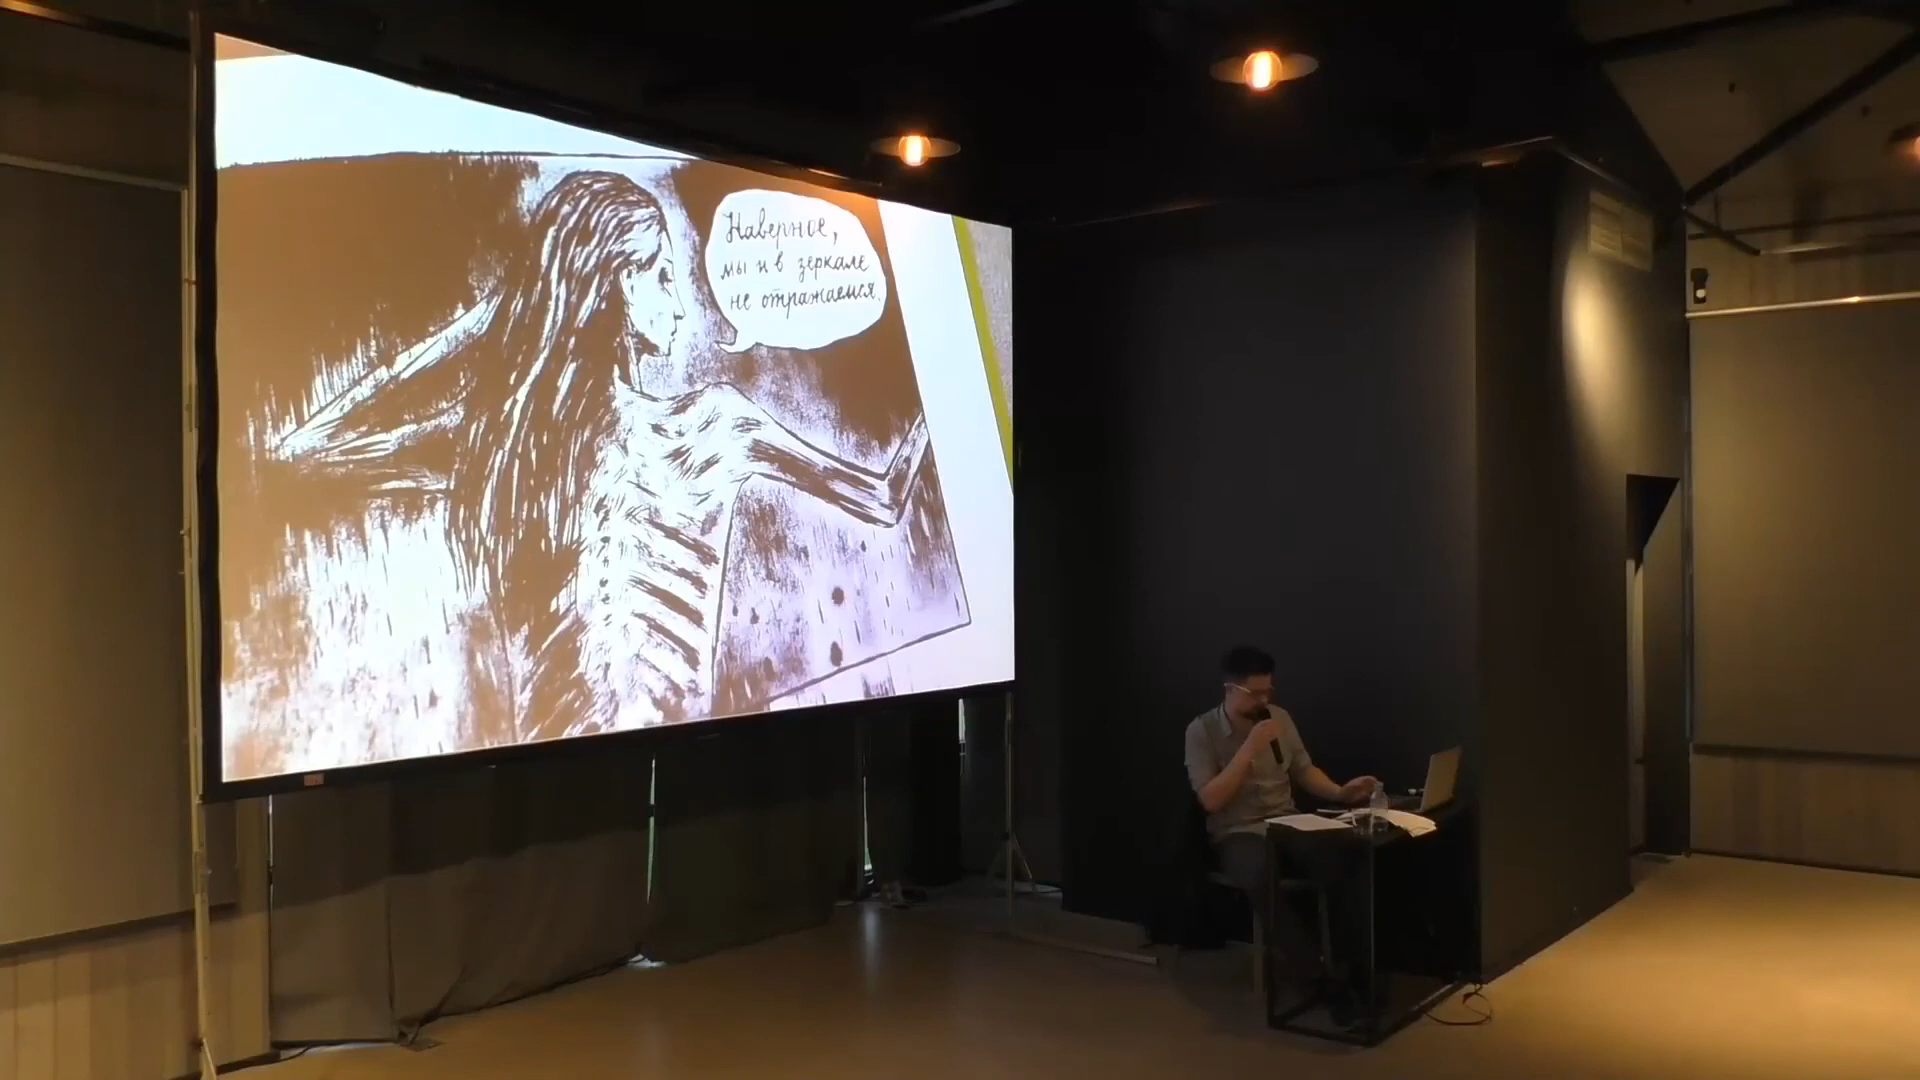 Наверное,
мы и в зеркале
не отражаемся.